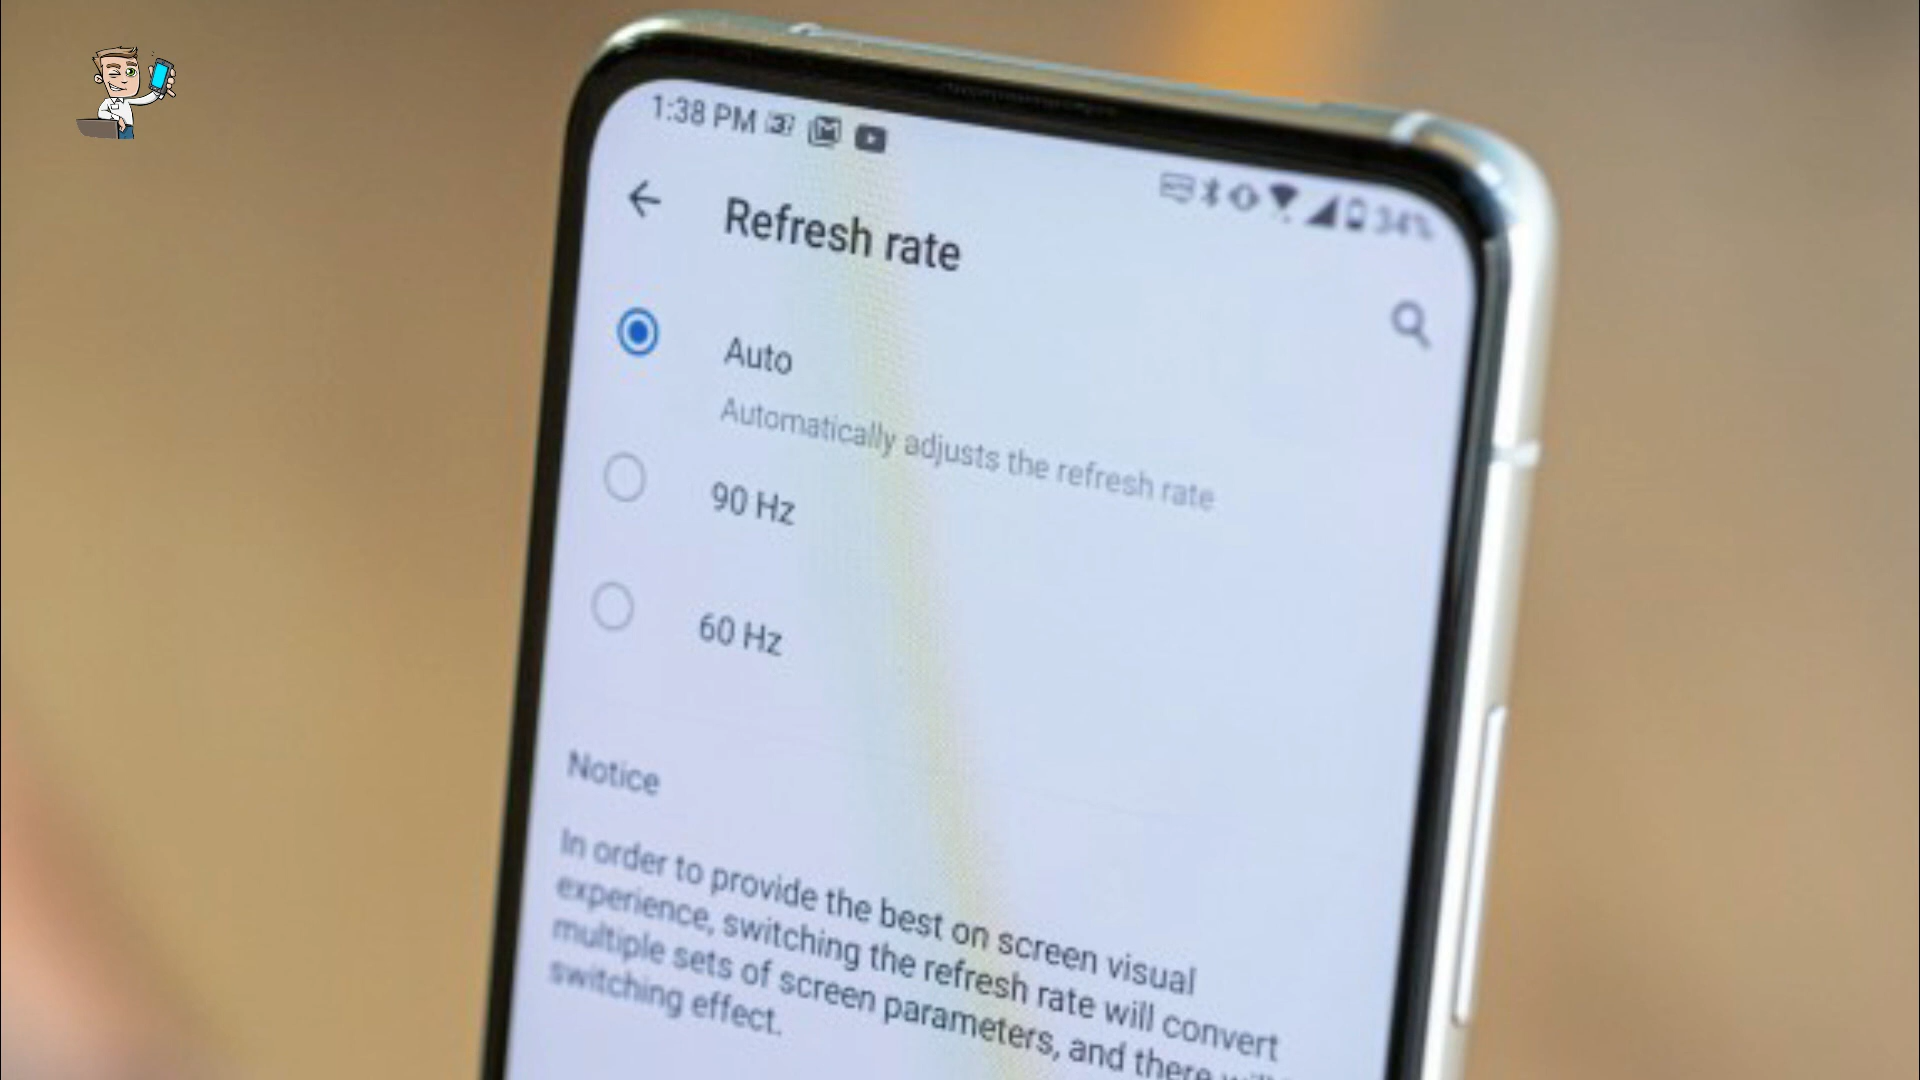 1:38 PM
34%
Refresh rate
Auto
Automatically adjusts the refresh rate
90 Hz
60 Hz
Notice
In order to provide the best on screen visual
experience, switching the refresh rate will convert
multiple sets of screen parameters, and there will
switching effect.